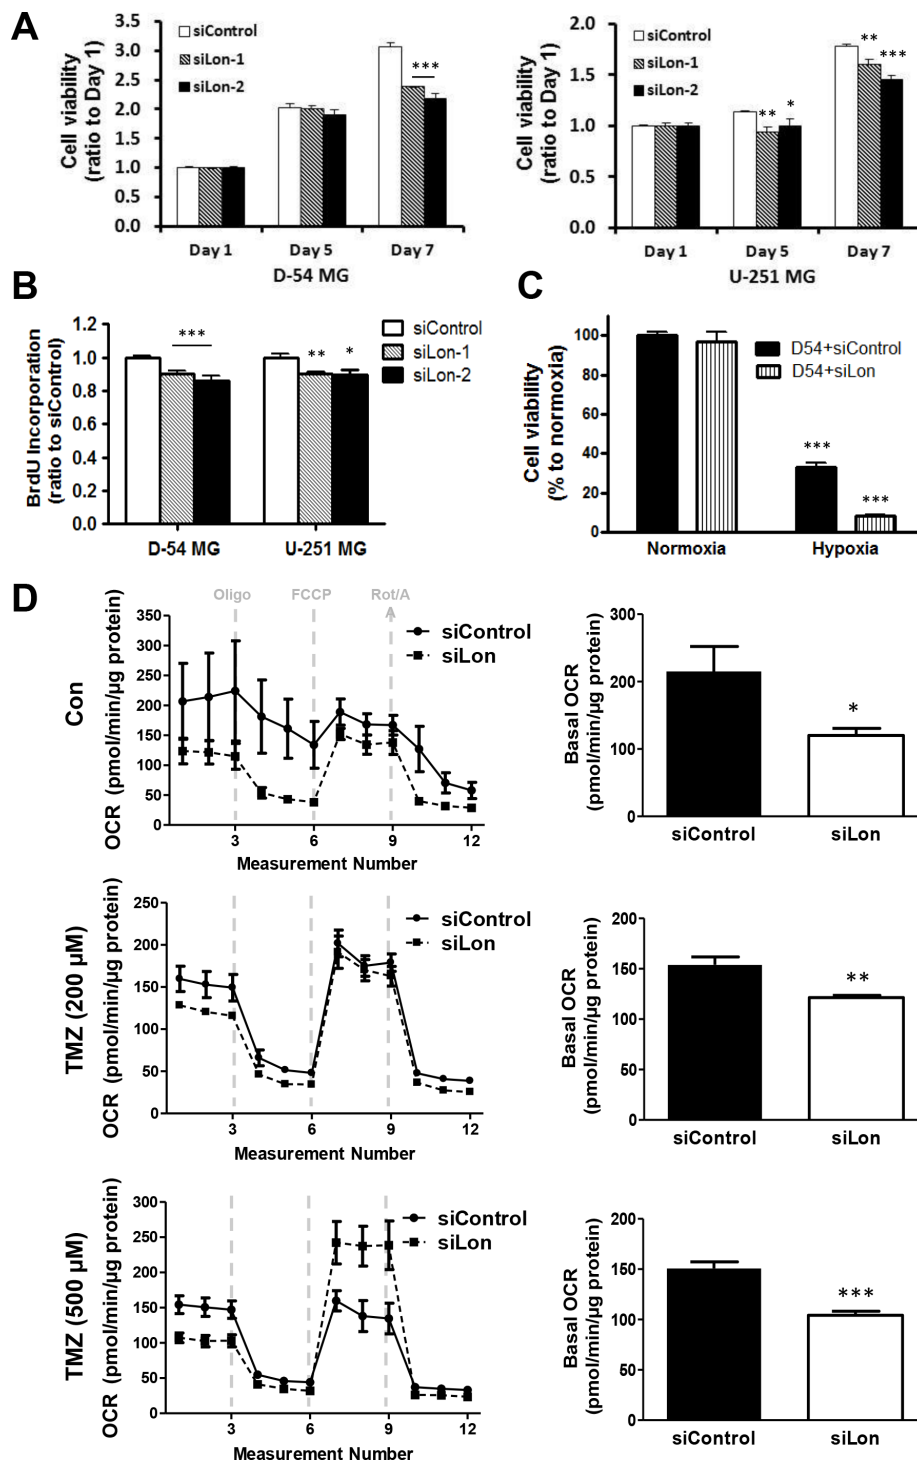 A
Cell viability
(ratio to Day 1)
3.5
3.0
2.5
2.0
1.5
1.0
0.5
0.0
siControl
siLon-1
siLon-2
***
Day 1
Day 5
Day 7
D-54 MG
Cell viability
(ratio to Day 1)
2.0
1.5
1.0
0.5
0.0
siControl
siLon-1
siLon-2
**
*
**
***
Day 1
Day 5
Day 7
U-251 MG
B
BrdU Incorporation
(ratio to siControl)
1.2
1.0
0.8
0.6
0.4
0.2
0.0
***
**
*
siControl
siLon-1
siLon-2
D-54 MG
U-251 MG
C
Cell viability
(% to normoxia)
100
80
60
40
20
0
D54+siControl
D54+siLon
***
***
Normoxia
Hypoxia
D
Con
OCR (pmol/min/µg protein)
350
300
250
200
150
100
50
0
Oligo
FCCP
Rot/A
A
siControl
siLon
3
6
9
12
Measurement Number
Basal OCR
(pmol/min/µg protein)
300
200
100
0
*
siControl
siLon
TMZ (200 µM)
OCR (pmol/min/µg protein)
250
200
150
100
50
0
siControl
siLon
3
6
9
12
Measurement Number
Basal OCR
(pmol/min/µg protein)
200
150
100
50
0
**
siControl
siLon
TMZ (500 µM)
OCR (pmol/min/µg protein)
300
250
200
150
100
50
0
siControl
siLon
3
6
9
12
Measurement Number
Basal OCR
(pmol/min/µg protein)
200
150
100
50
0
***
siControl
siLon